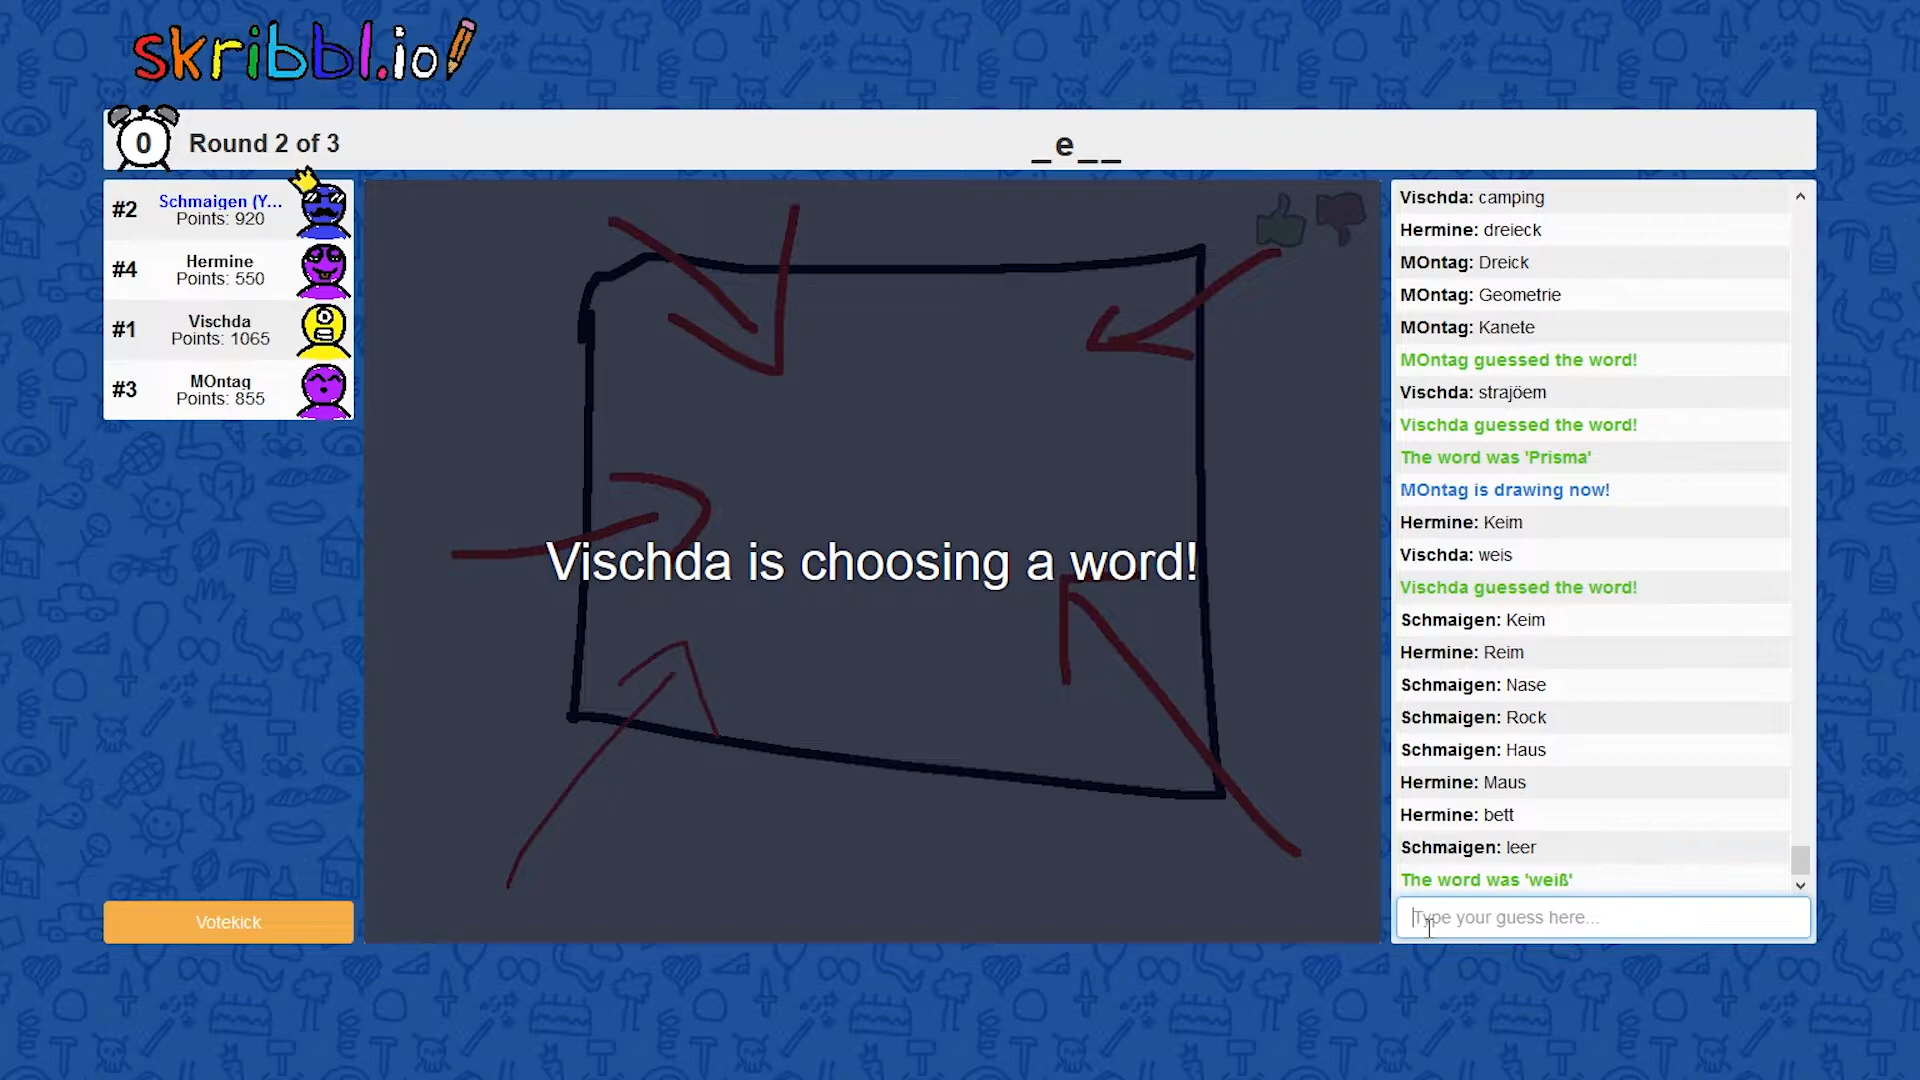 skribbl.io
0
Round 2 of 3
_e__
#2
Schmaigen (Y...
Points: 920
#4
Hermine
Points: 550
#1
Vischda
Points: 1065
#3
MOntag
Points: 855
Votekick
Vischda is choosing a word!
Vischda: camping
Hermine: dreieck
MOntag: Dreick
MOntag: Geometrie
MOntag: Kanete
MOntag guessed the word!
Vischda: strajöem
Vischda guessed the word!
The word was 'Prisma'
MOntag is drawing now!
Hermine: Keim
Vischda: weis
Vischda guessed the word!
Schmaigen: Keim
Hermine: Reim
Schmaigen: Nase
Schmaigen: Rock
Schmaigen: Haus
Hermine: Maus
Hermine: bett
Schmaigen: leer
The word was 'weiß'
Type your guess here...